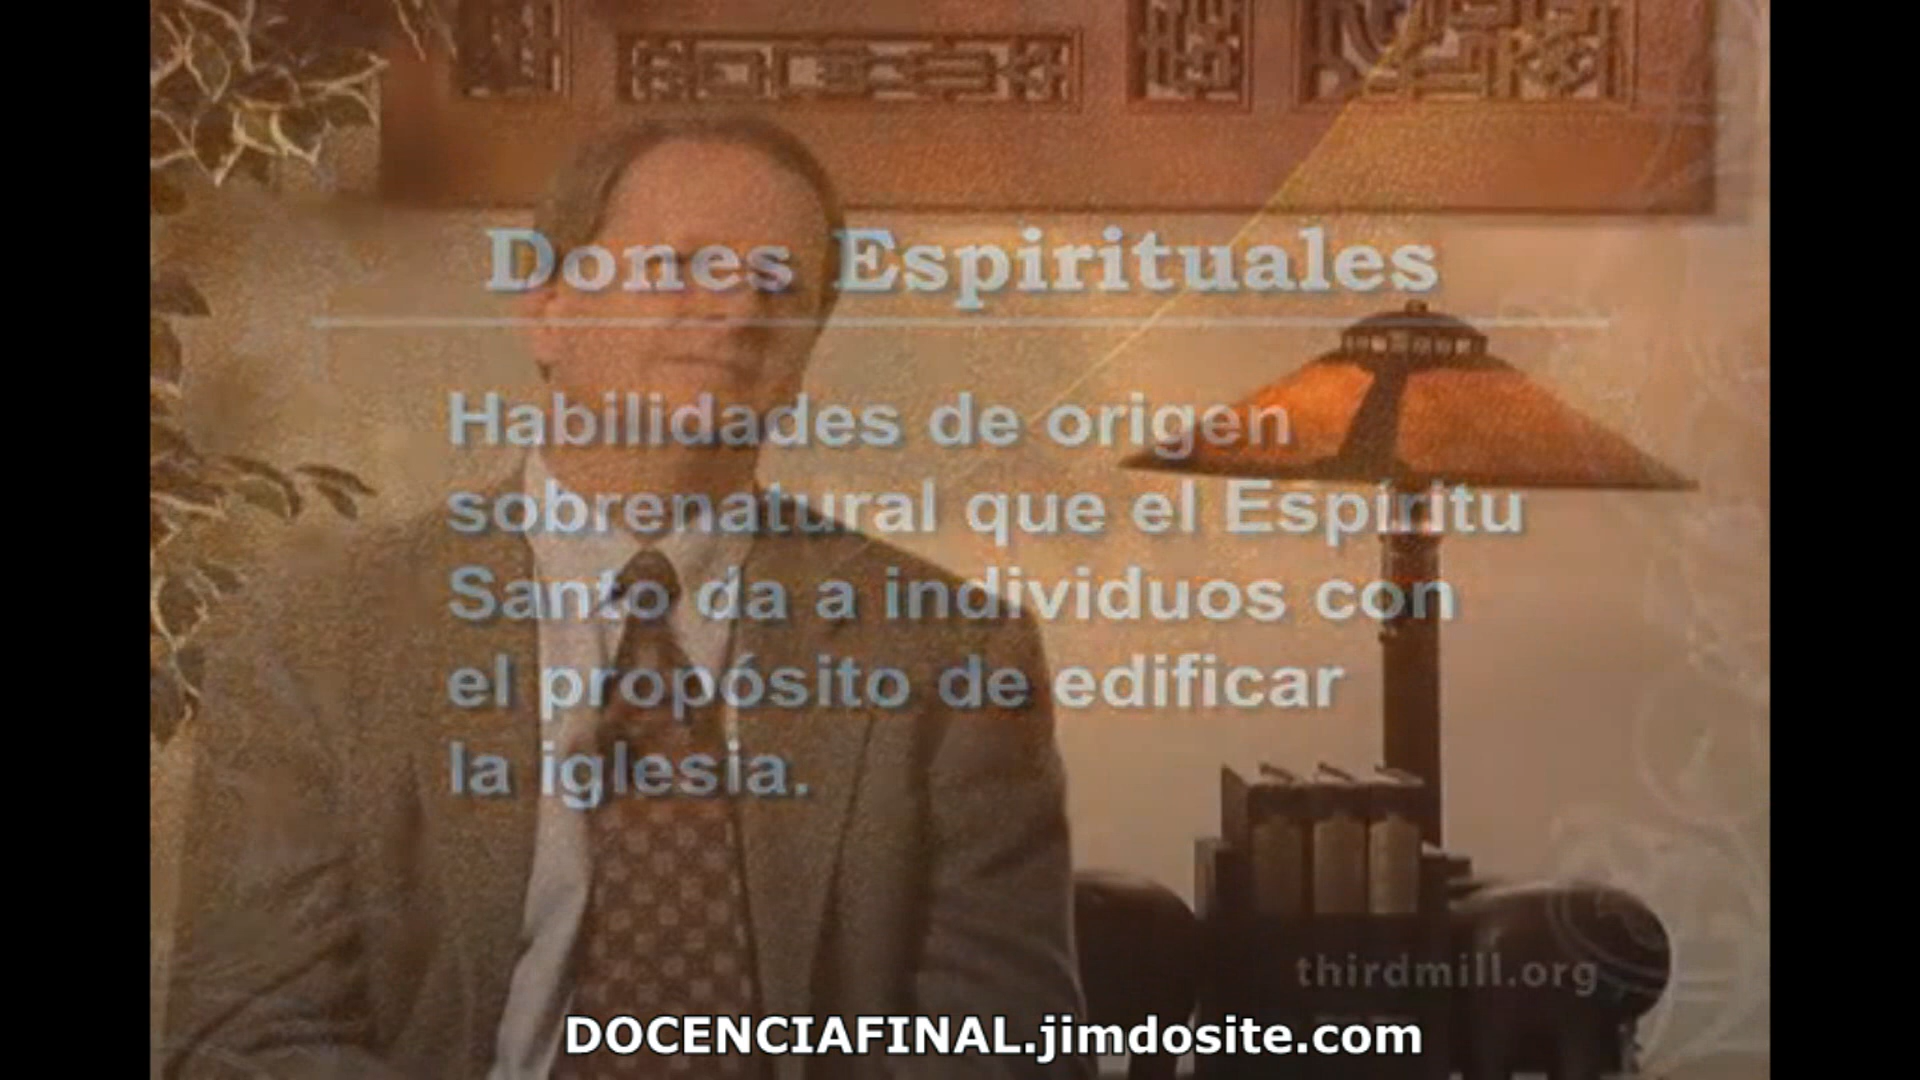 Dones Espirituales
Habilidades de origen
sobrenatural que el Espíritu
Santo da a individuos con
el propósito de edificar
la iglesia.
thirdmill.org
DOCENCIAFINAL.jimdosite.com